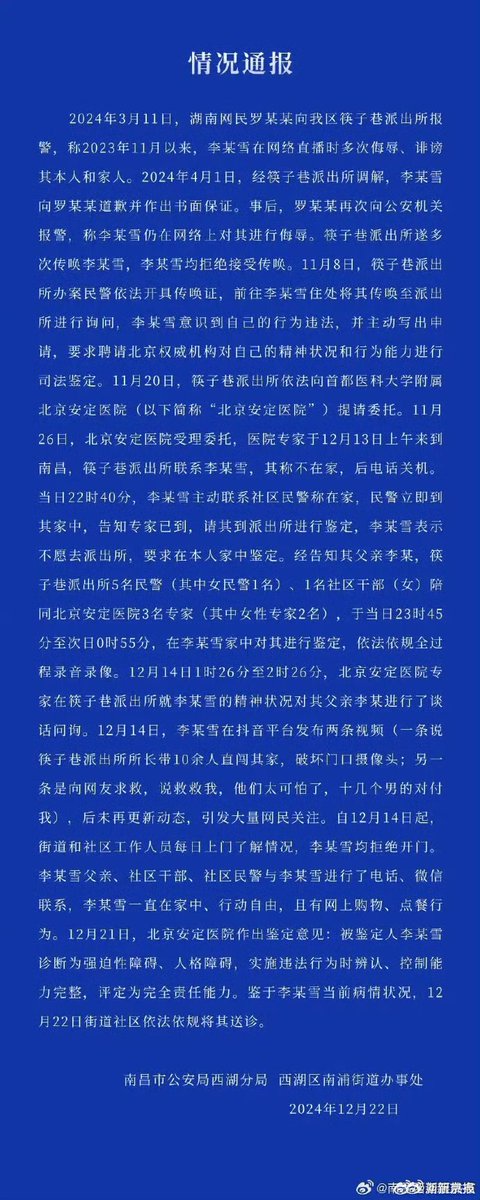 情况通报
2024年3月11日，湖南网民罗某某向我区筷子巷派出所报
警，称2023年11月以来，李某雪在网络直播时多次侮辱、诽谤
其本人和家人。2024年4月1日，经筷子巷派出所调解，李某雪
向罗某某道歉并作出书面保证。事后，罗某某再次向公安机关
报警，称李某雪仍在网络上对其进行侮辱。筷子巷派出所遂多
次传唤李某雪，李某雪均拒绝接受传唤。11月8日，筷子巷派出
所办案民警依法开具传唤证，前往李某雪住处将其传唤至派出
所进行询问，李某雪意识到自己的行为违法，并主动写出申
请，要求聘请北京权威机构对自己的精神状况和行为能力进行
司法鉴定。11月20日，筷子巷派出所依法向首都医科大学附属
北京安定医院（以下简称“北京安定医院”）提请委托。11月
26日，北京安定医院受理委托，医院专家于12月13日上午来到
南昌，筷子巷派出所联系李某雪，其称不在家，后电话关机。
当日22时40分，李某雪主动联系社区民警称在家，民警立即到
其家中，告知专家已到，请其到派出所进行鉴定，李某雪表示
不愿去派出所，要求在本人家中鉴定。经告知其父亲李某，筷
子巷派出所5名民警（其中女民警1名）、1名社区干部（女）陪
同北京安定医院3名专家（其中女性专家2名），于当日23时45
分至次日0时55分，在李某雪家中对其进行鉴定，依法依规全过
程录音录像。12月14日1时26分至2时26分，北京安定医院专
家在筷子巷派出所就李某雪的精神状况对其父亲李某进行了谈
话问询。12月14日，李某雪在抖音平台发布两条视频（一条说
筷子巷派出所所长带10余人直闯其家，破坏门口摄像头；另一
条是向网友求救，说救救我，他们太可怕了，十几个男的对付
我），后未再更新动态，引发大量网民关注。自12月14日起，
街道和社区工作人员每日上门了解情况，李某雪均拒绝开门。
李某雪父亲、社区干部、社区民警与李某雪进行了电话、微信
联系，李某雪一直在家中、行动自由，且有网上购物、点餐行
为。12月21日，北京安定医院作出鉴定意见：被鉴定人李某雪
诊断为强迫性障碍、人格障碍，实施违法行为时辨认、控制能
力完整，评定为完全责任能力。鉴于李某雪当前病情状况，12
月22日街道社区依法依规将其送诊。
南昌市公安局西湖分局 西湖区南浦街道办事处
2024年12月22日